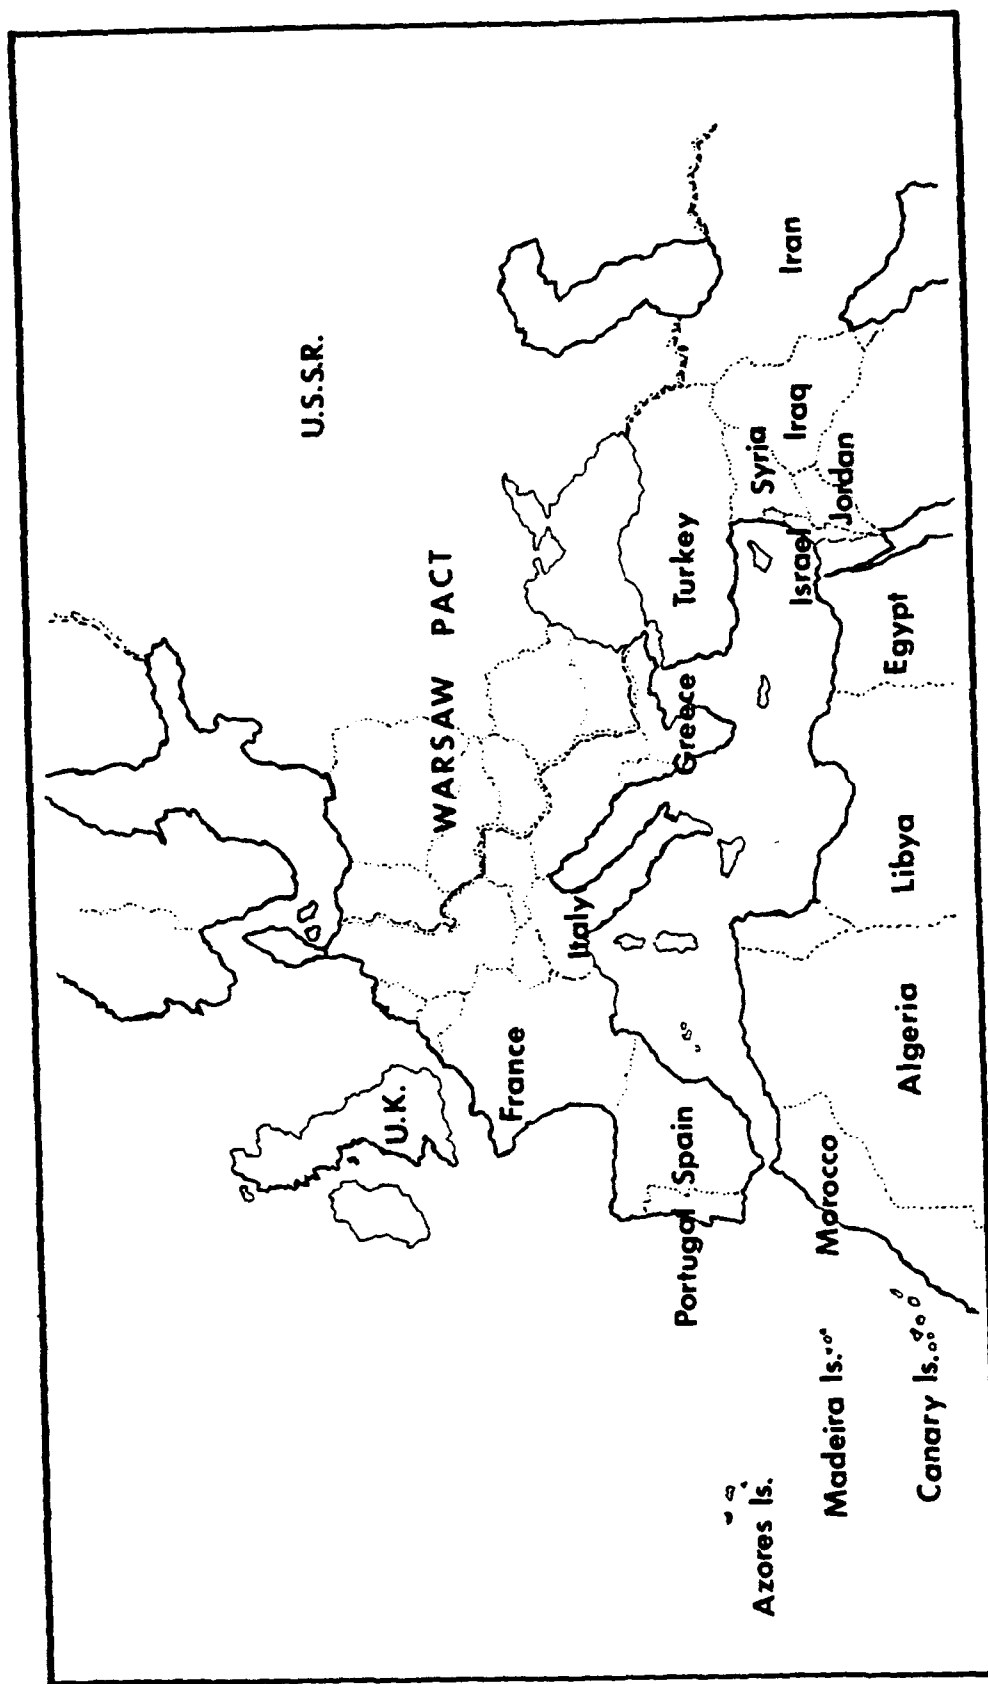 U.S.S.R.
WARSAW PACT
U.K.
France
Italy
Portugal
Spain
Greece
Turkey
Syria
Iraq
Iran
Israel
Jordan
Azores Is.
Madeira Is.
Canary Is.
Morocco
Algeria
Libya
Egypt